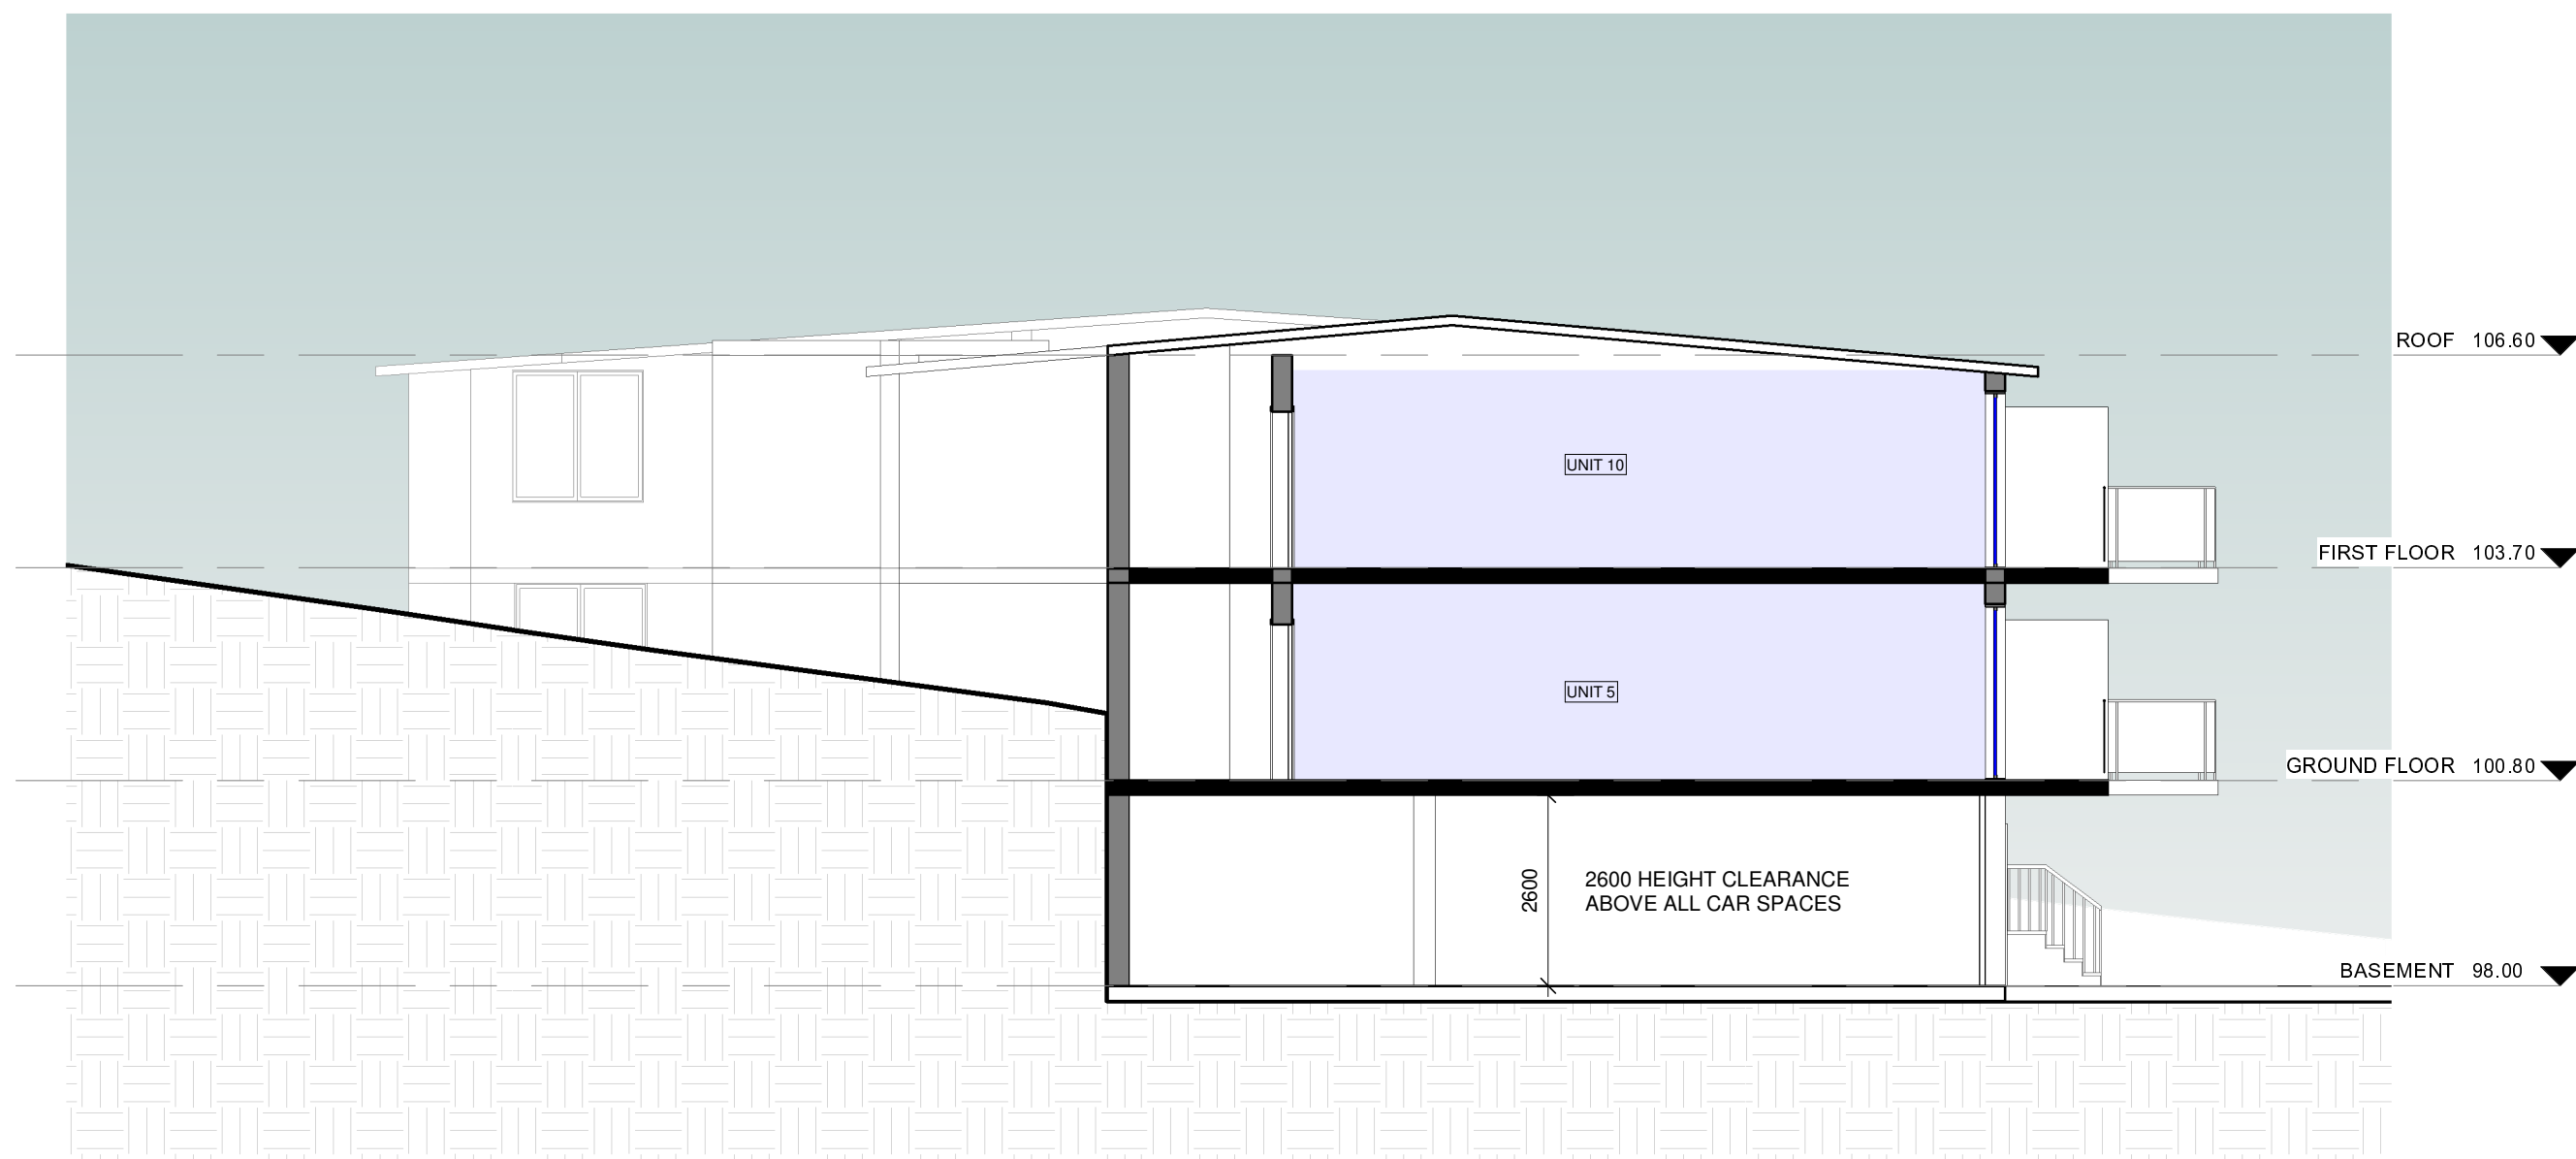 ROOF 106.60
UNIT 10
FIRST FLOOR 103.70
UNIT 5
GROUND FLOOR 100.80
2600
2600 HEIGHT CLEARANCE
ABOVE ALL CAR SPACES
BASEMENT 98.00